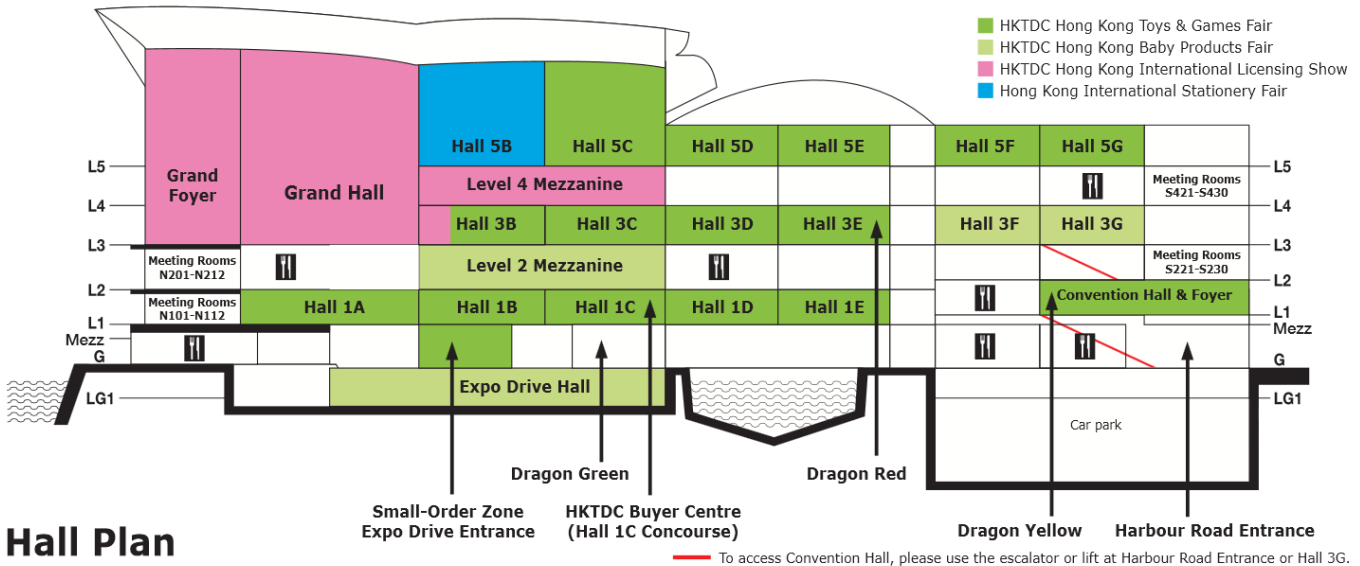 HKTDC Hong Kong Toys & Games Fair
HKTDC Hong Kong Baby Products Fair
HKTDC Hong Kong International Licensing Show
Hong Kong International Stationery Fair
Hall 5B
Hall 5C
Hall 5D
Hall 5E
Hall 5F
Hall 5G
L5
L5
Grand
Foyer
Grand Hall
Level 4 Mezzanine
Meeting Rooms
S421-S430
L4
L4
Hall 3B
Hall 3C
Hall 3D
Hall 3E
Hall 3F
Hall 3G
L3
L3
Meeting Rooms
N201-N212
Level 2 Mezzanine
Meeting Rooms
S221-S230
L2
L2
Meeting Rooms
N101-N112
Hall 1A
Hall 1B
Hall 1C
Hall 1D
Hall 1E
Convention Hall & Foyer
L1
L1
Mezz
Mezz
G
G
Expo Drive Hall
LG1
LG1
Car park
Dragon Green
Dragon Red
Small-Order Zone
Expo Drive Entrance
HKTDC Buyer Centre
(Hall 1C Concourse)
Dragon Yellow
Harbour Road Entrance
Hall Plan
To access Convention Hall, please use the escalator or lift at Harbour Road Entrance or Hall 3G.